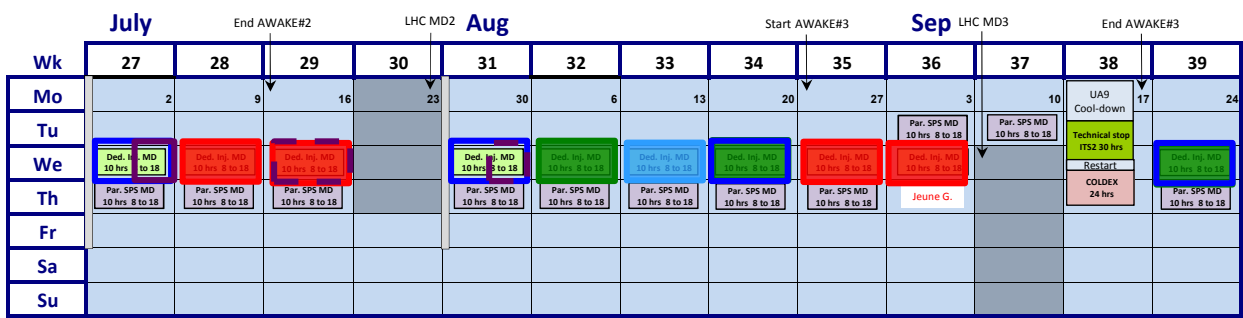 July End AWAKE#2 LHC MD2 Aug Start AWAKE#3 Sep LHC MD3 End AWAKE#3
Wk 27 28 29 30 31 32 33 34 35 36 37 38 39
Mo 2 9 16 23 30 6 13 20 27 3 10 UA9 17 24
Cool-down
Tu Par. SPS MD Par. SPS MD
10 hrs 8 to 18 10 hrs 8 to 18 Technical stop
ITS2 30 hrs
We Ded. Inj. MD Ded. Inj. MD Ded. Inj. MD Ded. Inj. MD Ded. Inj. MD Ded. Inj. MD Ded. Inj. MD Ded. Inj. MD Ded. Inj. MD Ded. Inj. MD
10 hrs 8 to 18 10 hrs 8 to 18 10 hrs 8 to 18 10 hrs 8 to 18 10 hrs 8 to 18 10 hrs 8 to 18 10 hrs 8 to 18 10 hrs 8 to 18 10 hrs 8 to 18 Restart 10 hrs 8 to 18
Th Par. SPS MD Par. SPS MD Par. SPS MD Par. SPS MD Par. SPS MD Par. SPS MD Par. SPS MD Par. SPS MD Jeune G. COLDEX Par. SPS MD
10 hrs 8 to 18 10 hrs 8 to 18 10 hrs 8 to 18 10 hrs 8 to 18 10 hrs 8 to 18 10 hrs 8 to 18 10 hrs 8 to 18 10 hrs 8 to 18 24 hrs 10 hrs 8 to 18
Fr
Sa
Su